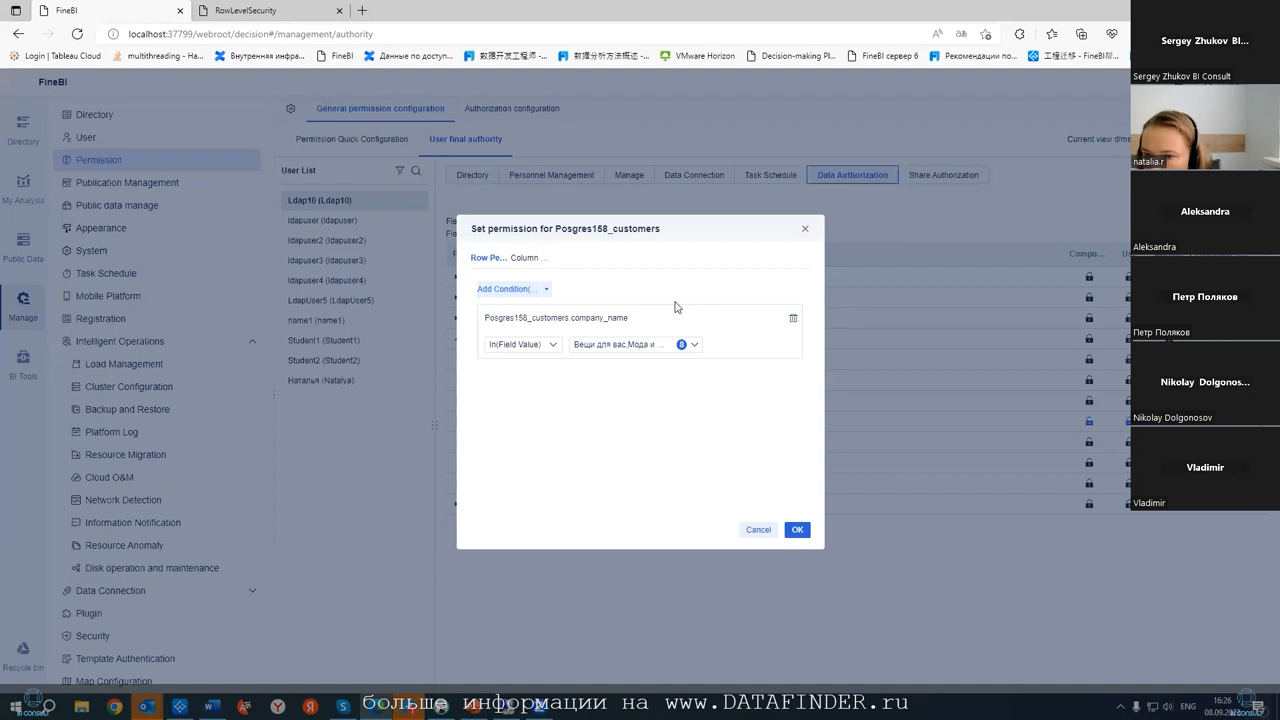 FineBI
RowLevelSecurity
localhost:37799/webroot/decision#/management/authority
Login | Tableau Cloud
multithreading - Ha...
Внутренняя инфра...
FineBI
Данные по доступ...
数据开发工程师 -...
数据分析方法概述 -...
VMware Horizon
Decision-making Pl...
FineBI сервер 6
Рекомендации по...
工程迁移 - FineBI帮...
FineBI
Directory
My Analysis
Public Data
Manage
BI Tools
Recycle bin
Directory
User
Permission
Publication Management
Public data manage
Appearance
System
Task Schedule
Mobile Platform
Registration
Intelligent Operations
Load Management
Cluster Configuration
Backup and Restore
Platform Log
Resource Migration
Cloud O&M
Network Detection
Information Notification
Resource Anomaly
Disk operation and maintenance
Data Connection
Plugin
Security
Template Authentication
Map Configuration
General permission configuration
Authorization configuration
Permission Quick Configuration
User final authority
Current view dime
User List
Ldap10 (Ldap10)
ldapuser (ldapuser)
ldapuser2 (ldapuser2)
ldapuser3 (ldapuser3)
ldapuser4 (ldapuser4)
LdapUser5 (LdapUser5)
name1 (name1)
Student1 (Student1)
Student2 (Student2)
Наталья (Natalya)
Directory
Personnel Management
Manage
Data Connection
Task Schedule
Data Authorization
Share Authorization
Compo...
Set permission for Posgres158_customers
Row Pe...
Column ...
Add Condition(...
Posgres158_customers.company_name
In(Field Value)
Вещи для вас,Мода и ...
8
Cancel
OK
Sergey Zhukov BI...
Sergey Zhukov BI Consult
natalia.r
Aleksandra
Aleksandra
Петр Поляков
Петр Поляков
Nikolay Dolgonos...
Nikolay Dolgonosov
Vladimir
Vladimir
больше информации на www.DATAFINDER.ru
ENG
16:26